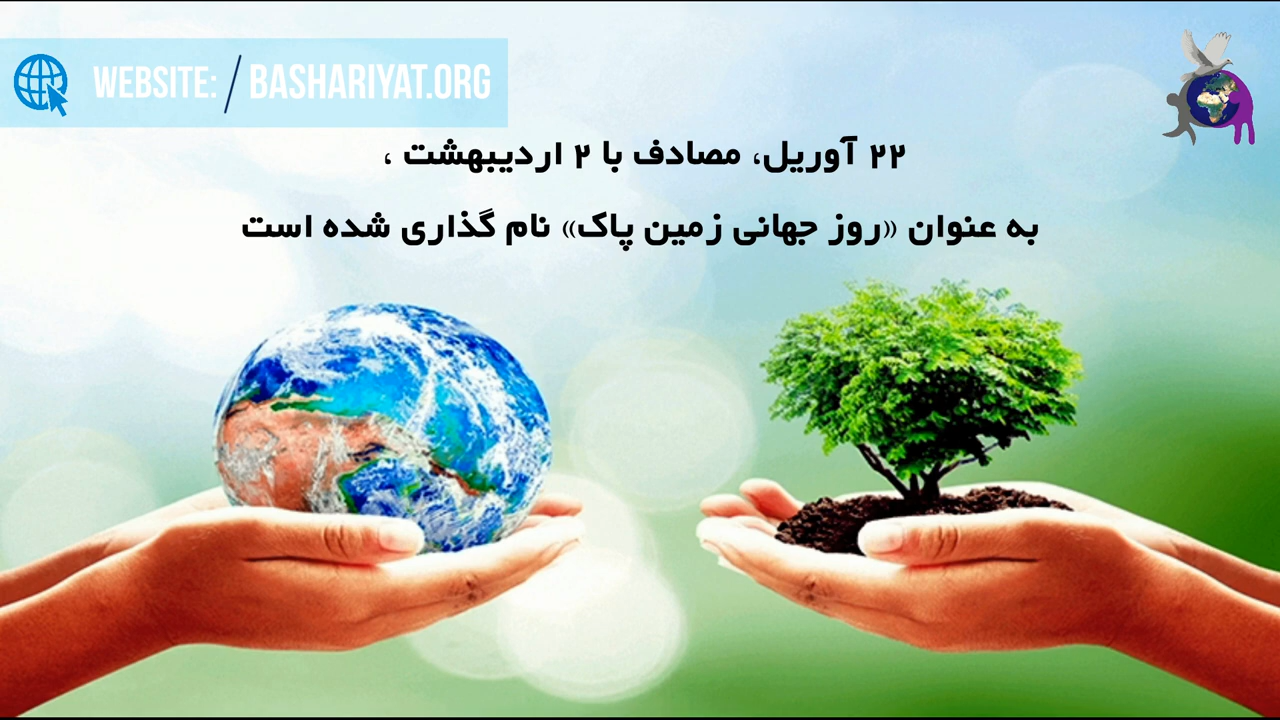 WEBSITE: / BASHARIYAT.ORG
۲۲ آوریل، مصادف با ۲ اردیبهشت ،
به عنوان «روز جهانی زمین پاک» نام گذاری شده است